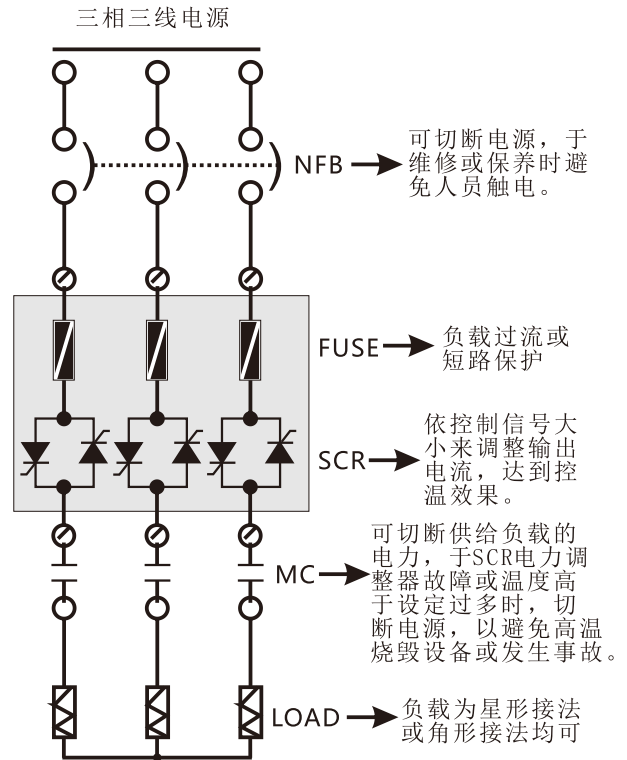 三相三线电源
NFB
可切断电源，于
维修或保养时避
免人员触电。
FUSE
负载过流或
短路保护
SCR
依控制信号大
小来调整输出
电流，达到控
温效果。
MC
可切断供给负载的
电力，于SCR电力调
整器故障或温度高
于设定过多时，切
断电源，以避免高温
烧毁设备或发生事故。
LOAD
负载为星形接法
或角形接法均可